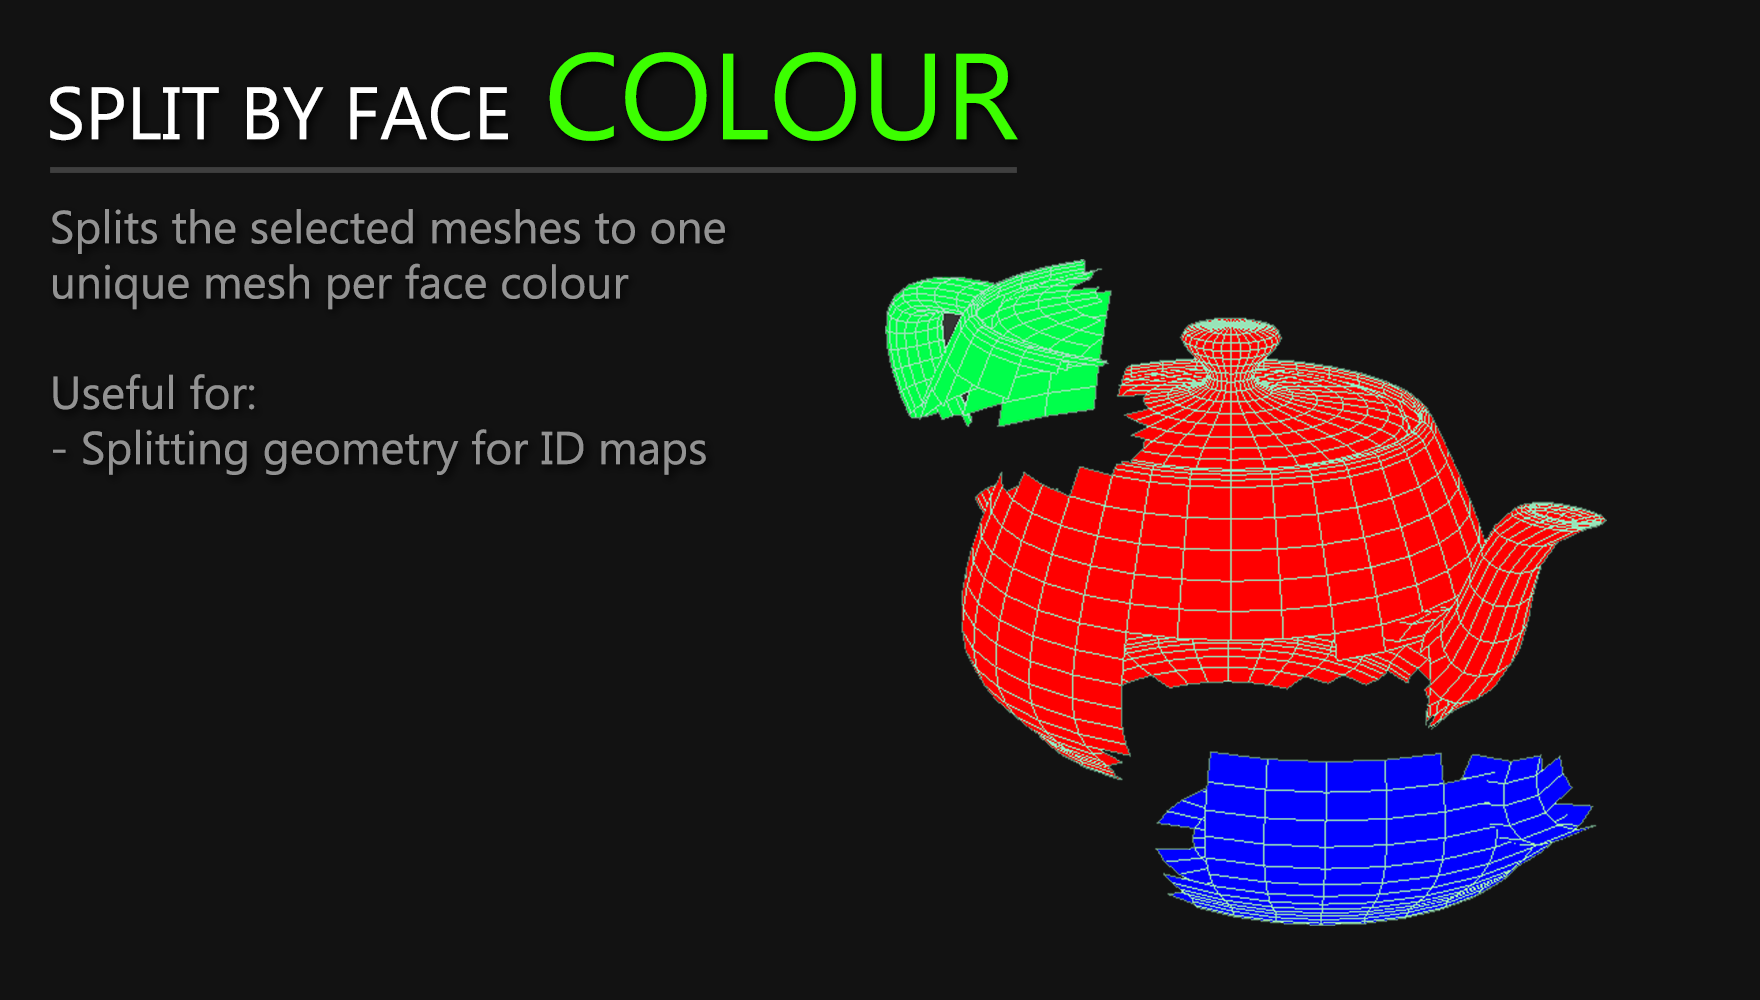 SPLIT BY FACE COLOUR
Splits the selected meshes to one
unique mesh per face colour
Useful for:
- Splitting geometry for ID maps